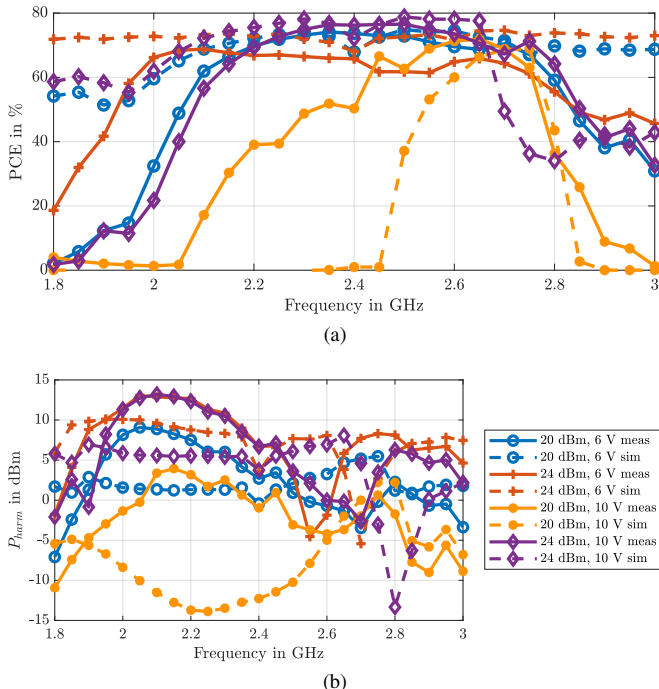 80
60
40
20
0
PCE in %
1.8 2 2.2 2.4 2.6 2.8 3
Frequency in GHz
(a)
15
10
5
0
-5
-10
-15
P_harm in dBm
1.8 2 2.2 2.4 2.6 2.8 3
Frequency in GHz
20 dBm, 6 V meas
20 dBm, 6 V sim
24 dBm, 6 V meas
24 dBm, 6 V sim
20 dBm, 10 V meas
20 dBm, 10 V sim
24 dBm, 10 V meas
24 dBm, 10 V sim
(b)